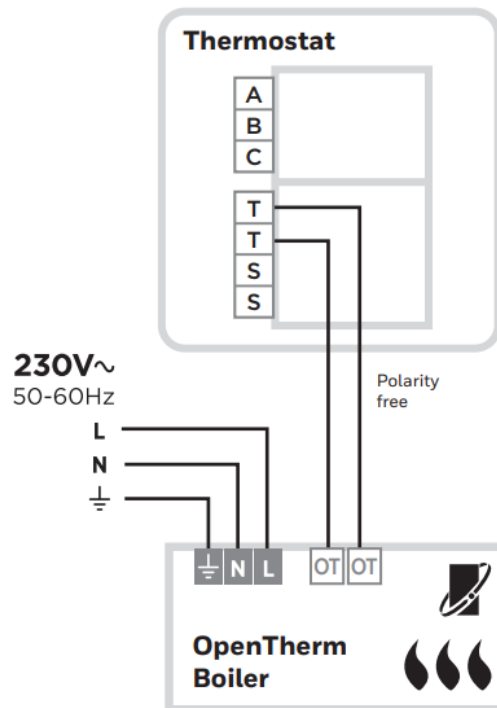 Thermostat
A
B
C
T
T
S
S
230V~
50-60Hz
Polarity
free
L
N
N L
OT OT
OpenTherm
Boiler